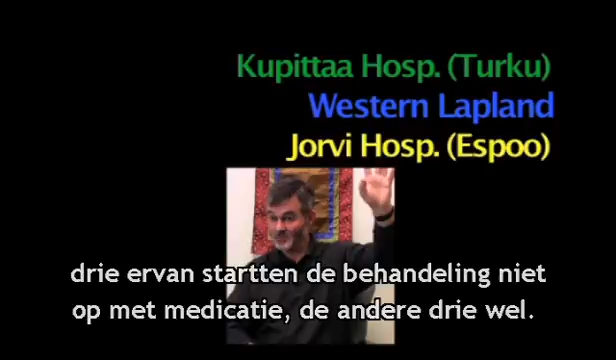 Kupittaa Hosp. (Turku)
Western Lapland
Jorvi Hosp. (Espoo)
drie ervan startten de behandeling niet
op met medicatie, de andere drie wel.